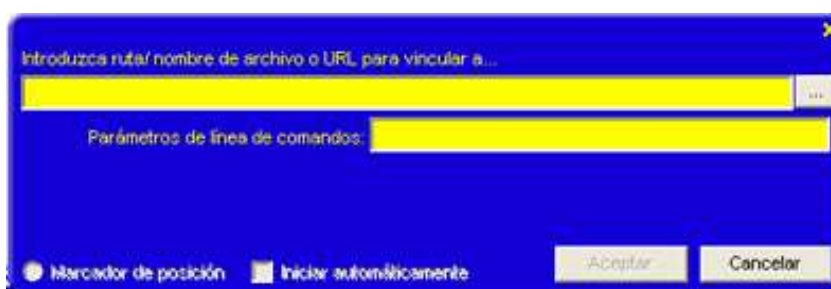 Introduzca ruta/ nombre de archivo o URL para vincular a...
...
Parámetros de línea de comandos:
Marcador de posición Iniciar automáticamente Aceptar Cancelar